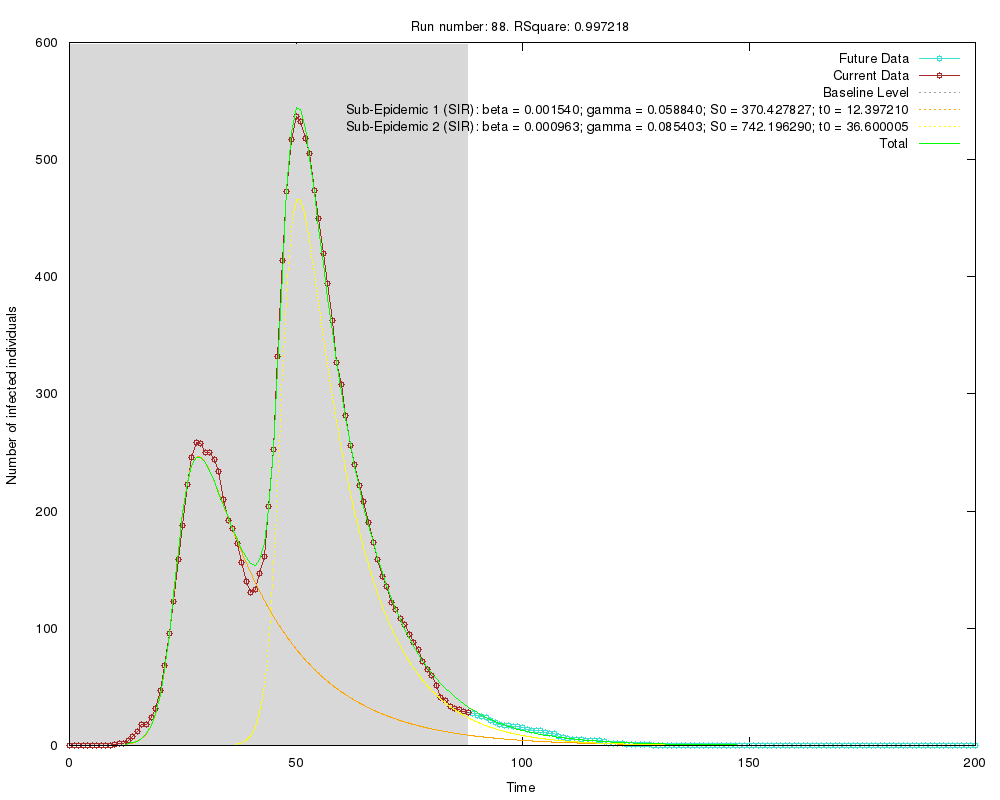 Run number: 88. RSquare: 0.997218
600
500
400
300
200
100
0
Number of infected individuals
Future Data
Current Data
Baseline Level
Sub-Epidemic 1 (SIR): beta = 0.001540; gamma = 0.058840; S0 = 370.427827; t0 = 12.397210
Sub-Epidemic 2 (SIR): beta = 0.000963; gamma = 0.085403; S0 = 742.196290; t0 = 36.600005
Total
0 50 100 150 200
Time